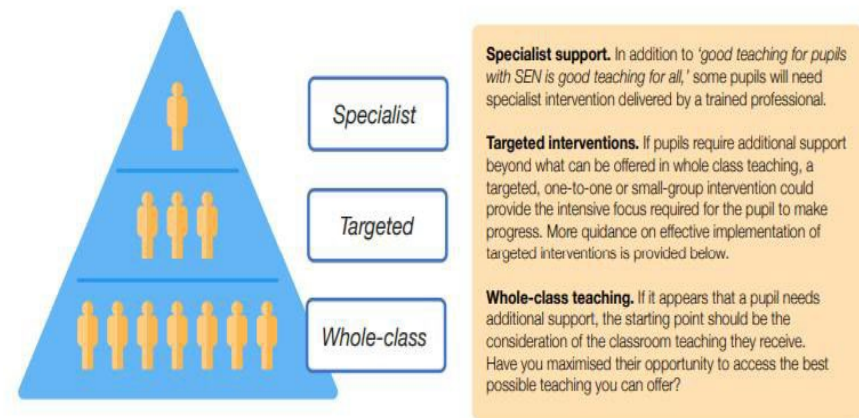 Specialist
Targeted
Whole-class
Specialist support. In addition to ‘good teaching for pupils
with SEN is good teaching for all,’ some pupils will need
specialist intervention delivered by a trained professional.
Targeted interventions. If pupils require additional support
beyond what can be offered in whole class teaching, a
targeted, one-to-one or small-group intervention could
provide the intensive focus required for the pupil to make
progress. More guidance on effective implementation of
targeted interventions is provided below.
Whole-class teaching. If it appears that a pupil needs
additional support, the starting point should be the
consideration of the classroom teaching they receive.
Have you maximised their opportunity to access the best
possible teaching you can offer?